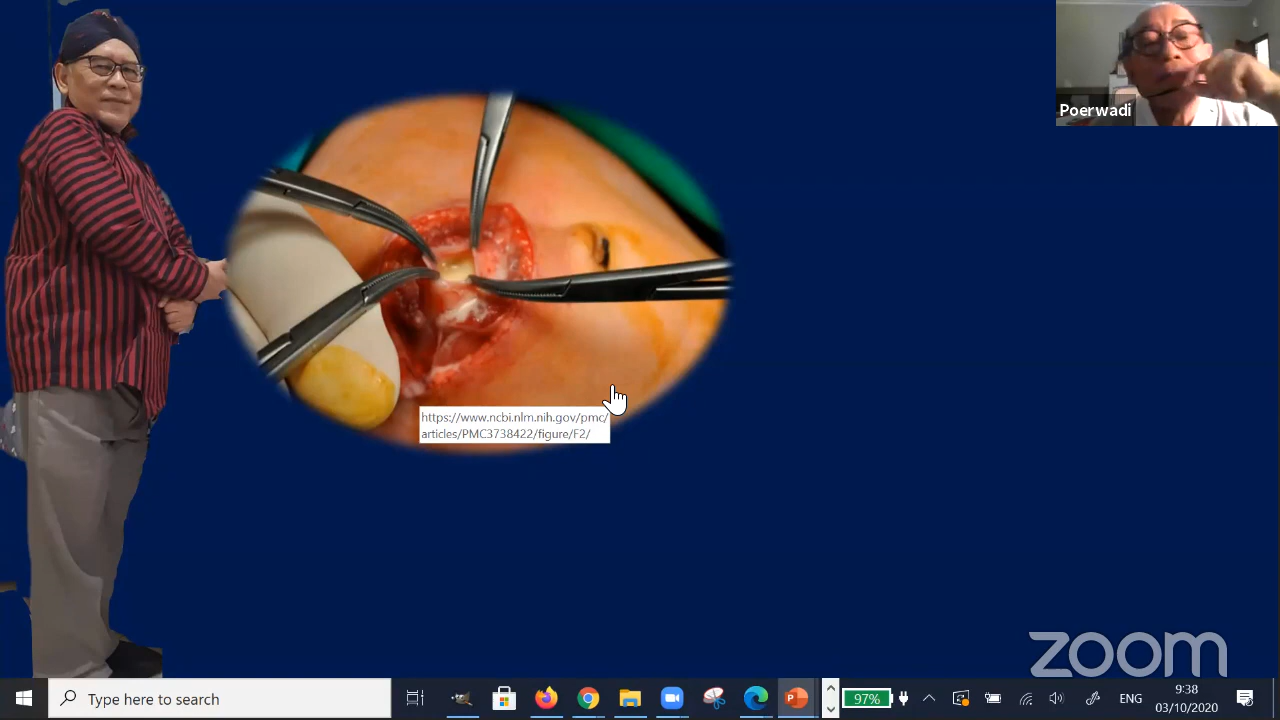 Poerwadi
https://www.ncbi.nlm.nih.gov/pmc/
articles/PMC3738422/figure/F2/
zoom
Type here to search
97%
ENG
9:38
03/10/2020